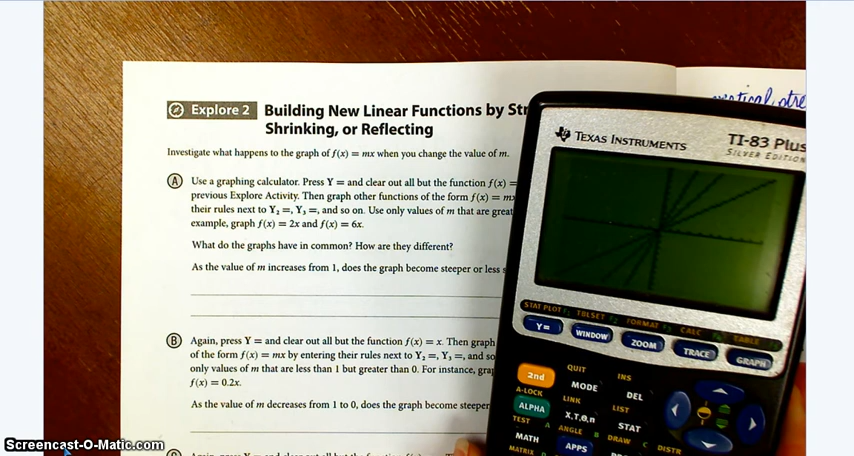 Explore 2 Building New Linear Functions by Str
Shrinking, or Reflecting
Investigate what happens to the graph of f(x) = mx when you change the value of m.
A Use a graphing calculator. Press Y = and clear out all but the function f(x) =
previous Explore Activity. Then graph other functions of the form f(x) = mx
their rules next to Y₂ =, Y₃ =, and so on. Use only values of m that are great
example, graph f(x) = 2x and f(x) = 6x.
What do the graphs have in common? How are they different?
As the value of m increases from 1, does the graph become steeper or less s
B Again, press Y = and clear out all but the function f(x) = x. Then graph
of the form f(x) = mx by entering their rules next to Y₂ =, Y₃ =, and so
only values of m that are less than 1 but greater than 0. For instance, gra
f(x) = 0.2x.
As the value of m decreases from 1 to 0, does the graph become steeper
TEXAS INSTRUMENTS
TI-83 Plus
SILVER EDITION
STAT PLOT F1 TBLSET F2 FORMAT F3 CALC TABLE
Y= WINDOW ZOOM TRACE GRAPH
QUIT INS
2nd MODE DEL
A-LOCK LINK LIST
ALPHA X,T,θ,n STAT
TEST A ANGLE B DRAW C DISTR
MATH APPS
MATRIX D
Screencast-O-Matic.com